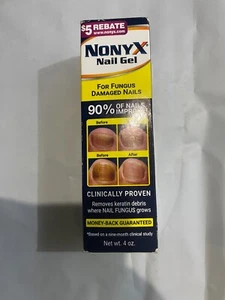 $5 REBATE
www.nonyx.com
NONYX
Nail Gel
FOR FUNGUS
DAMAGED NAILS
90% OF NAILS
IMPROVED
Before
Before After
CLINICALLY PROVEN
Removes keratin debris
where NAIL FUNGUS grows
MONEY-BACK GUARANTEED
*Based on a nine-month clinical study
Net wt. 4 oz.